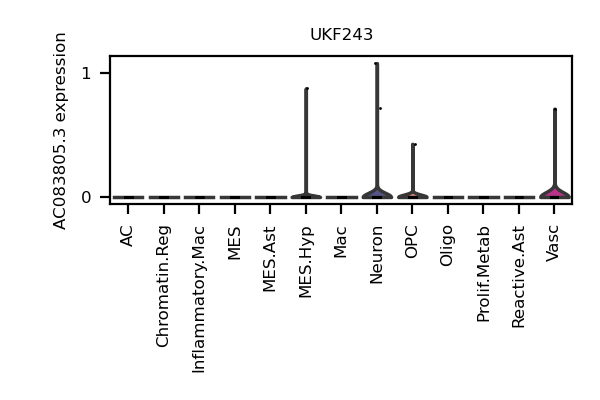 UKF243
AC083805.3 expression
1
0
AC
Chromatin.Reg
Inflammatory.Mac
MES
MES.Ast
MES.Hyp
Mac
Neuron
OPC
Oligo
Prolif.Metab
Reactive.Ast
Vasc